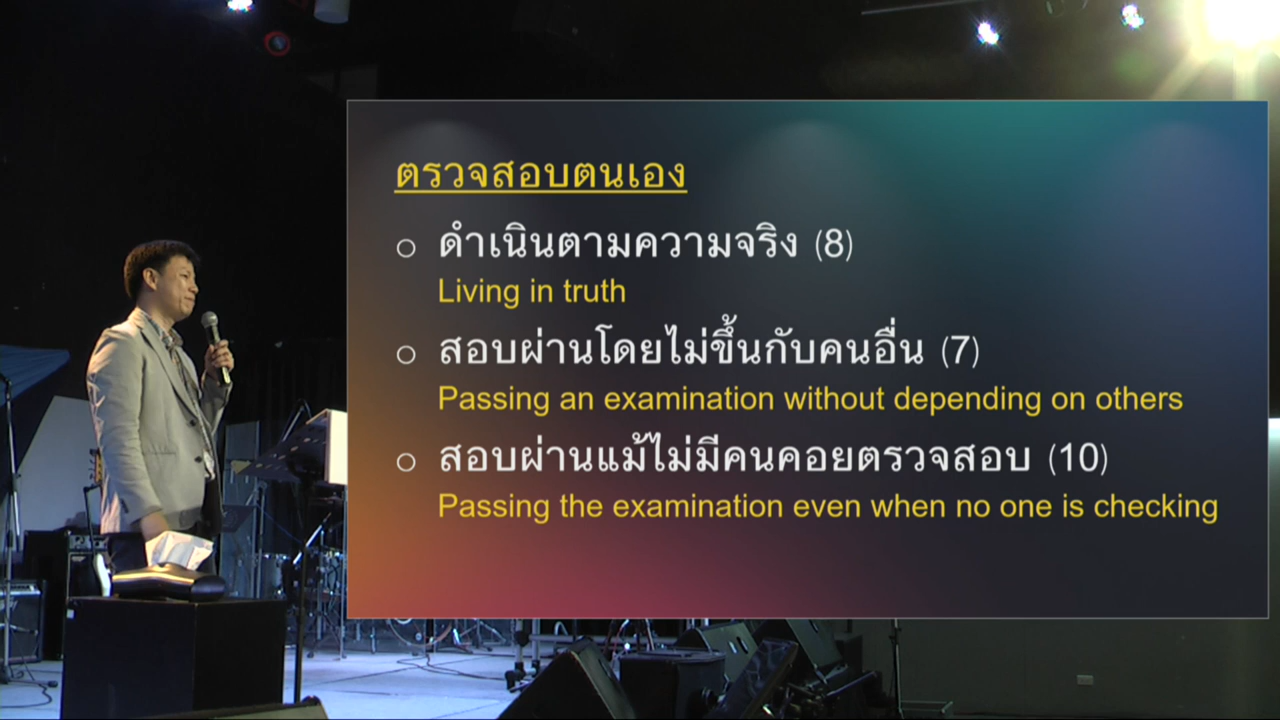 ตรวจสอบตนเอง
ดำเนินตามความจริง (8)
Living in truth
สอบผ่านโดยไม่ขึ้นกับคนอื่น (7)
Passing an examination without depending on others
สอบผ่านแม้ไม่มีคนคอยตรวจสอบ (10)
Passing the examination even when no one is checking